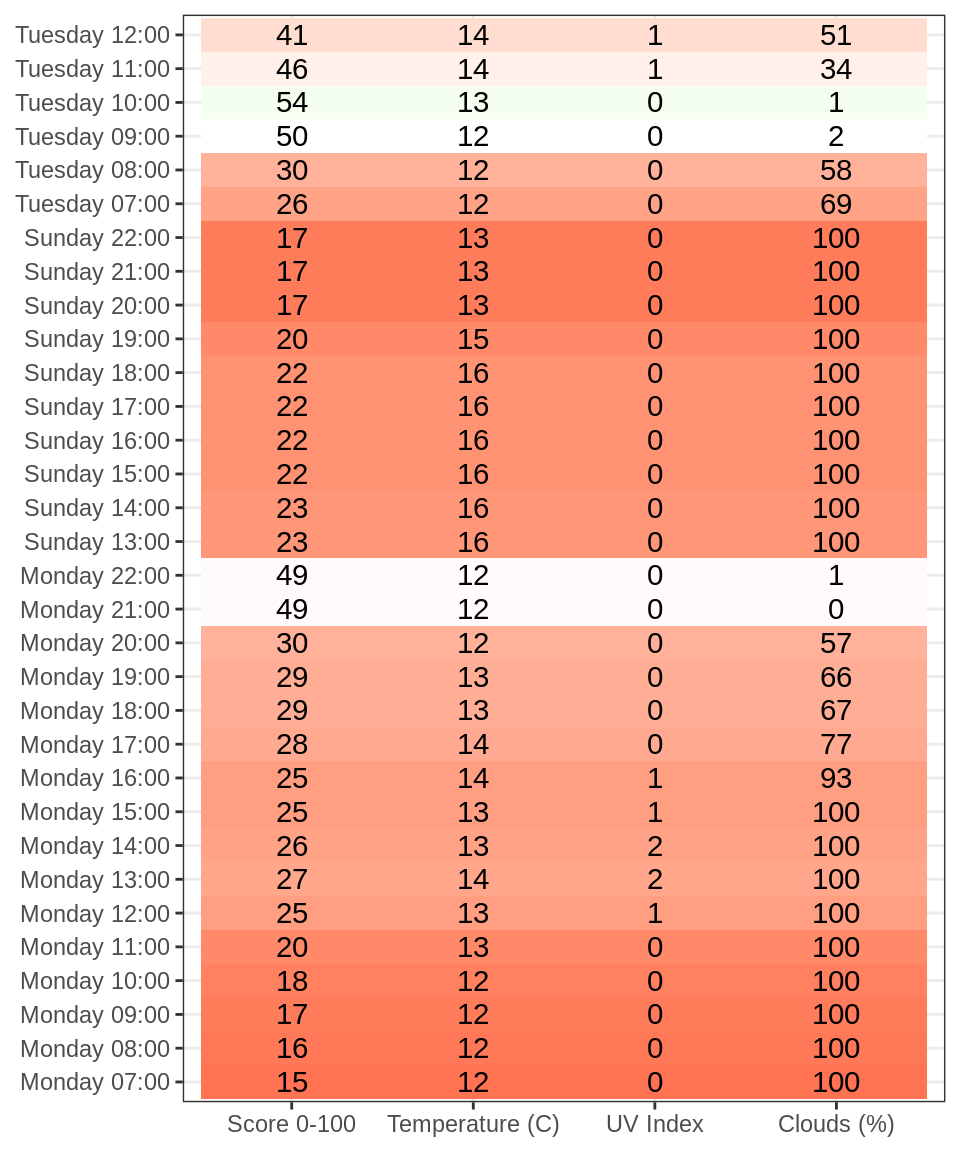 Tuesday 12:00 41 14 1 51
Tuesday 11:00 46 14 1 34
Tuesday 10:00 54 13 0 1
Tuesday 09:00 50 12 0 2
Tuesday 08:00 30 12 0 58
Tuesday 07:00 26 12 0 69
Sunday 22:00 17 13 0 100
Sunday 21:00 17 13 0 100
Sunday 20:00 17 13 0 100
Sunday 19:00 20 15 0 100
Sunday 18:00 22 16 0 100
Sunday 17:00 22 16 0 100
Sunday 16:00 22 16 0 100
Sunday 15:00 22 16 0 100
Sunday 14:00 23 16 0 100
Sunday 13:00 23 16 0 100
Monday 22:00 49 12 0 1
Monday 21:00 49 12 0 0
Monday 20:00 30 12 0 57
Monday 19:00 29 13 0 66
Monday 18:00 29 13 0 67
Monday 17:00 28 14 0 77
Monday 16:00 25 14 1 93
Monday 15:00 25 13 1 100
Monday 14:00 26 13 2 100
Monday 13:00 27 14 2 100
Monday 12:00 25 13 1 100
Monday 11:00 20 13 0 100
Monday 10:00 18 12 0 100
Monday 09:00 17 12 0 100
Monday 08:00 16 12 0 100
Monday 07:00 15 12 0 100
Score 0-100 Temperature (C) UV Index Clouds (%)